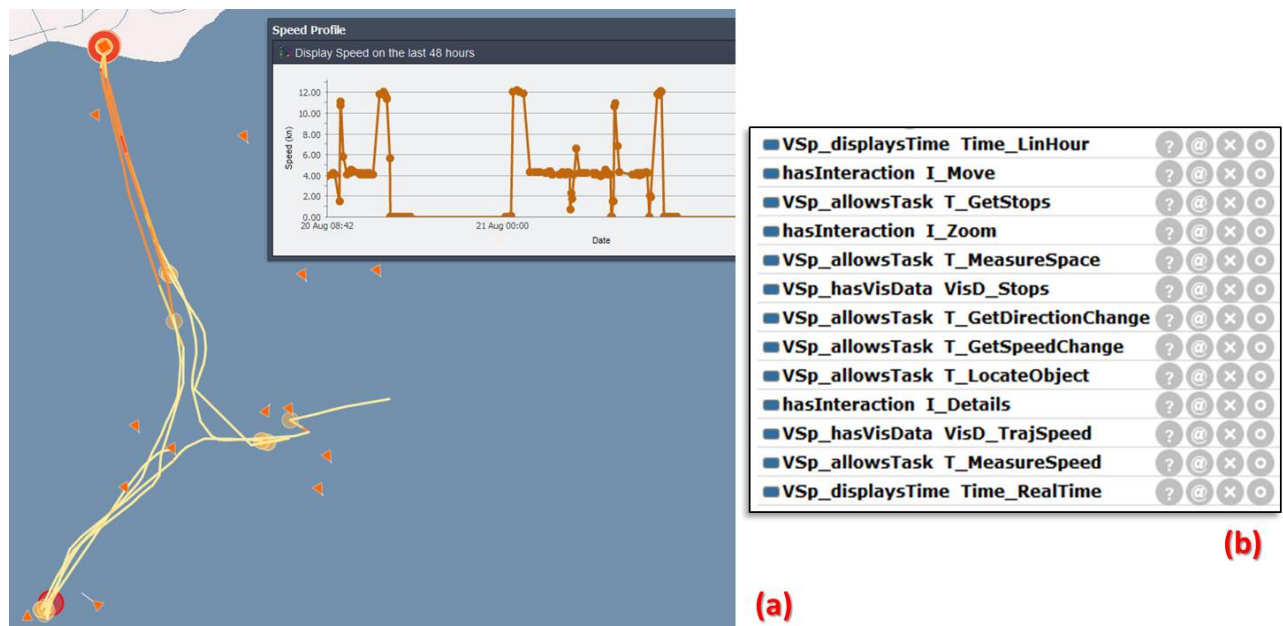 Speed Profile
Display Speed on the last 48 hours
Speed (kn)
12.00
10.00
8.00
6.00
4.00
2.00
0.00
20 Aug 08:42
21 Aug 00:00
Date
VSp_displaysTime Time_LinHour
hasInteraction I_Move
VSp_allowsTask T_GetStops
hasInteraction I_Zoom
VSp_allowsTask T_MeasureSpace
VSp_hasVisData VisD_Stops
VSp_allowsTask T_GetDirectionChange
VSp_allowsTask T_GetSpeedChange
VSp_allowsTask T_LocateObject
hasInteraction I_Details
VSp_hasVisData VisD_TrajSpeed
VSp_allowsTask T_MeasureSpeed
VSp_displaysTime Time_RealTime
(b)
(a)